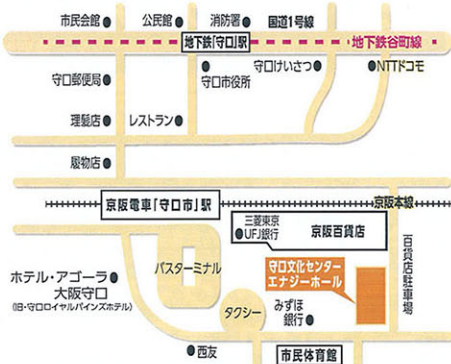 市民会館
公民館
消防署
国道1号線
地下鉄「守口」駅
地下鉄谷町線
守口郵便局
守口市役所
守口けいさつ
NTTドコモ
理髪店
レストラン
履物店
京阪電車「守口市」駅
京阪本線
三菱東京
UFJ銀行
京阪百貨店
百貨店駐車場
バスターミナル
守口文化センター
エナジーホール
ホテル・アゴーラ
大阪守口
(旧・守口ロイヤルパインズホテル)
タクシー
みずほ
銀行
西友
市民体育館